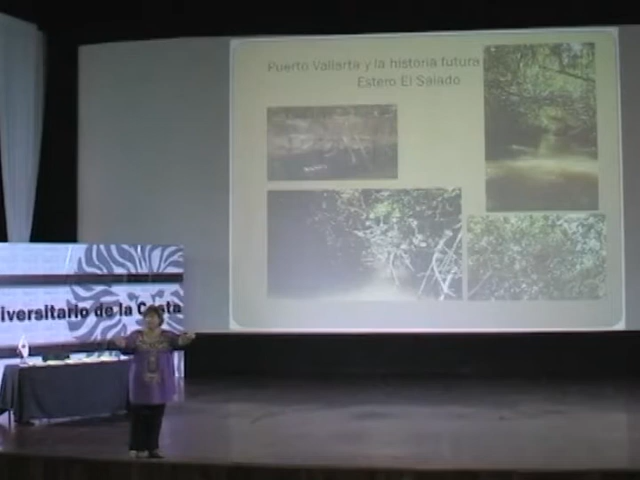 Puerto Vallarta y la historia futura
Estero El Salado
iversitario de la Costa